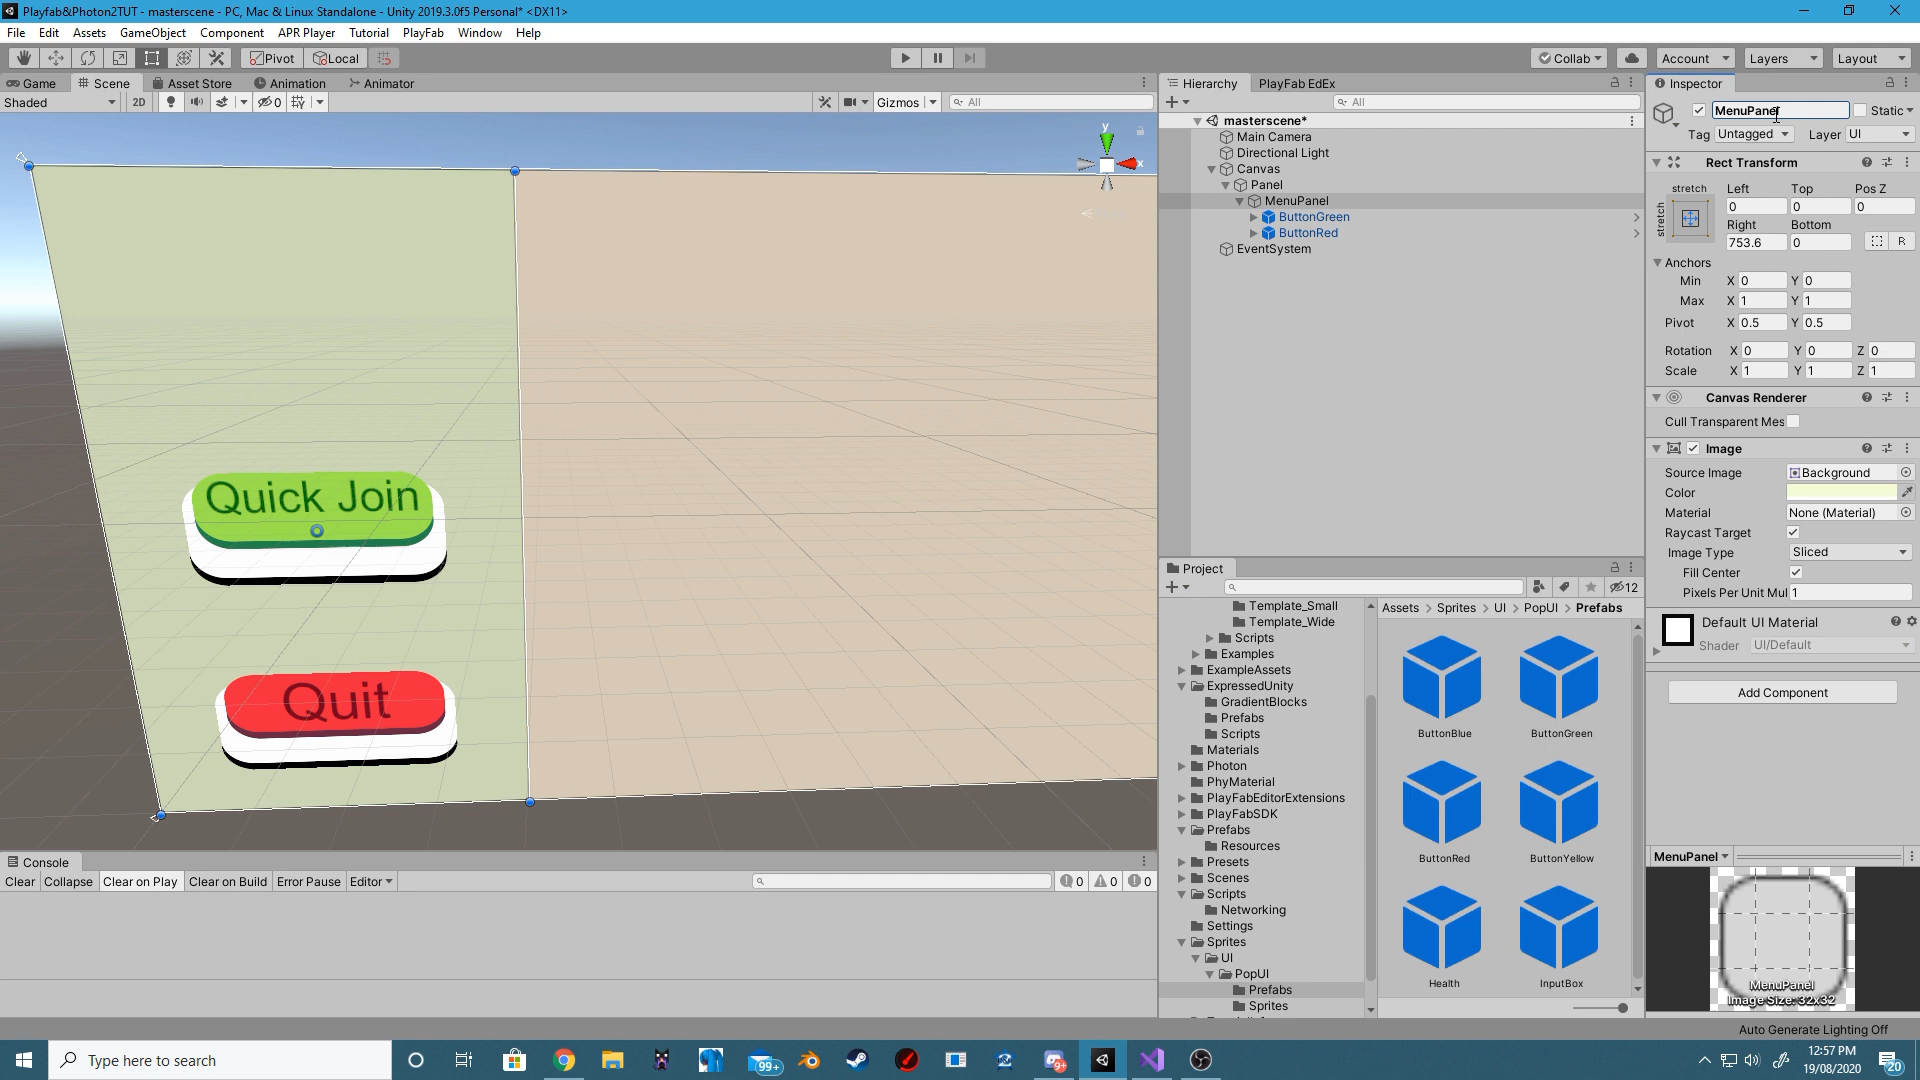 Playfab&Photon2TUT - masterscene - PC, Mac & Linux Standalone - Unity 2019.3.0f5 Personal* <DX11>
File Edit Assets GameObject Component APR Player Tutorial PlayFab Window Help
Pivot Local Collab Account Layers Layout
Game Scene Asset Store Animation Animator
Shaded 2D 0 Gizmos All
y
x
Quick Join
Quit
Hierarchy PlayFab EdEx
All
masterscene*
Main Camera
Directional Light
Canvas
Panel
MenuPanel
ButtonGreen
ButtonRed
EventSystem
Inspector
MenuPanel Static
Tag Untagged Layer UI
Rect Transform
stretch Left Top Pos Z
stretch 0 0 0
Right Bottom
753.6 0 R
Anchors
Min X 0 Y 0
Max X 1 Y 1
Pivot X 0.5 Y 0.5
Rotation X 0 Y 0 Z 0
Scale X 1 Y 1 Z 1
Canvas Renderer
Cull Transparent Mes
Image
Source Image Background
Color
Material None (Material)
Raycast Target
Image Type Sliced
Fill Center
Pixels Per Unit Mul 1
Default UI Material
Shader UI/Default
Add Component
MenuPanel
MenuPanel
Image Size: 32x32
Project
12
Template_Small
Template_Wide
Scripts
Examples
ExampleAssets
ExpressedUnity
GradientBlocks
Prefabs
Scripts
Materials
Photon
PhyMaterial
PlayFabEditorExtensions
PlayFabSDK
Prefabs
Resources
Presets
Scenes
Scripts
Networking
Settings
Sprites
UI
PopUI
Prefabs
Sprites
Assets > Sprites > UI > PopUI > Prefabs
ButtonBlue ButtonGreen
ButtonRed ButtonYellow
Health InputBox
Console
Clear Collapse Clear on Play Clear on Build Error Pause Editor 0 0 0
Auto Generate Lighting Off
Type here to search
99+
9+
12:57 PM
19/08/2020
20